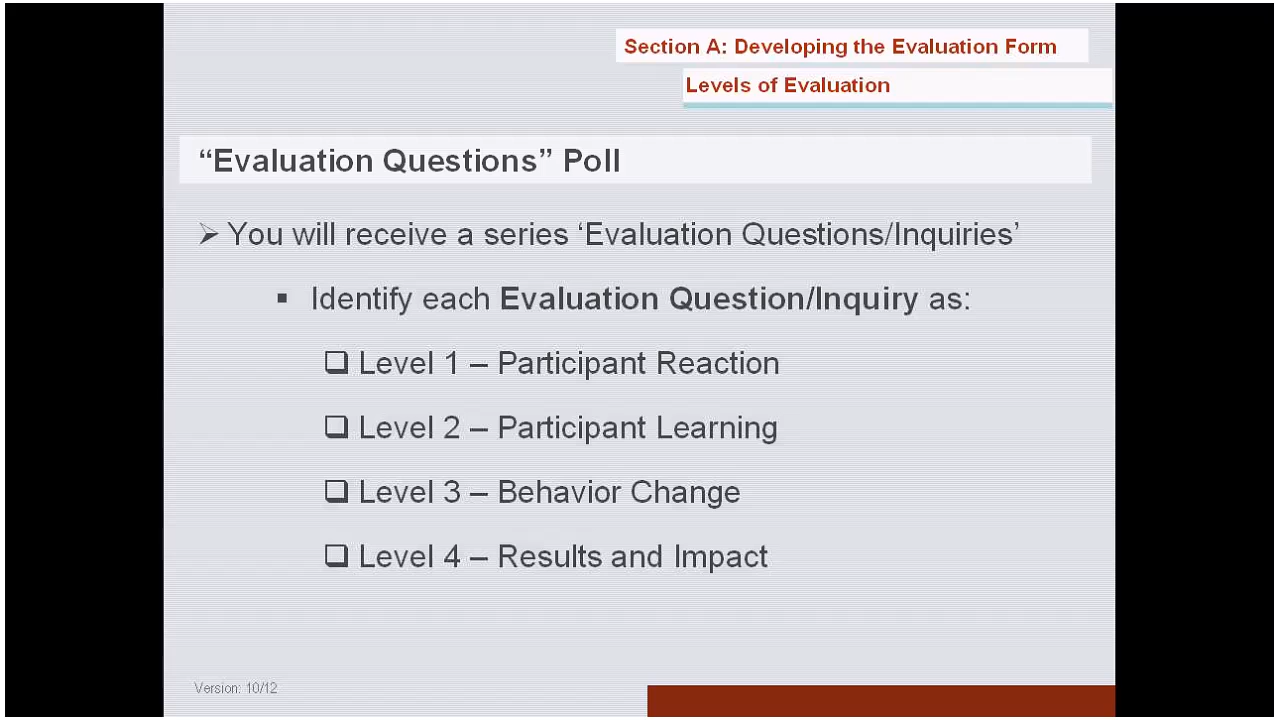 Section A: Developing the Evaluation Form
Levels of Evaluation
“Evaluation Questions” Poll
You will receive a series ‘Evaluation Questions/Inquiries’
Identify each Evaluation Question/Inquiry as:
Level 1 – Participant Reaction
Level 2 – Participant Learning
Level 3 – Behavior Change
Level 4 – Results and Impact
Version: 10/12